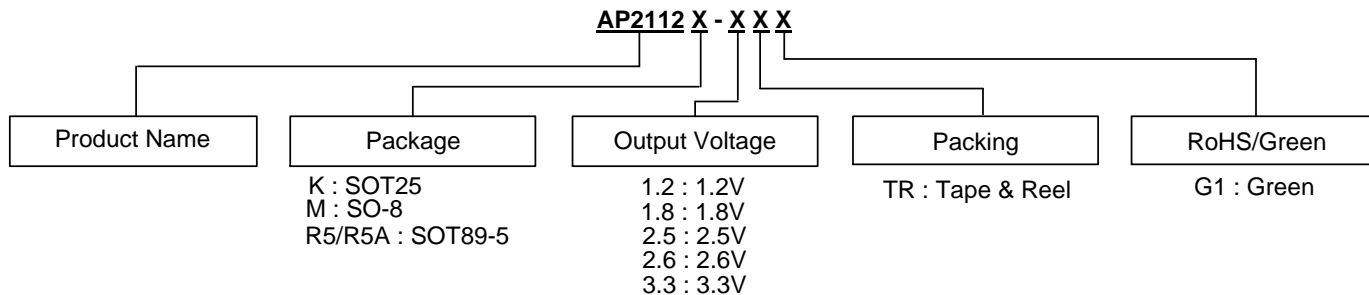 AP2112 X - X X X
Product Name
Package
Output Voltage
Packing
RoHS/Green
K : SOT25
M : SO-8
R5/R5A : SOT89-5
1.2 : 1.2V
1.8 : 1.8V
2.5 : 2.5V
2.6 : 2.6V
3.3 : 3.3V
TR : Tape & Reel
G1 : Green